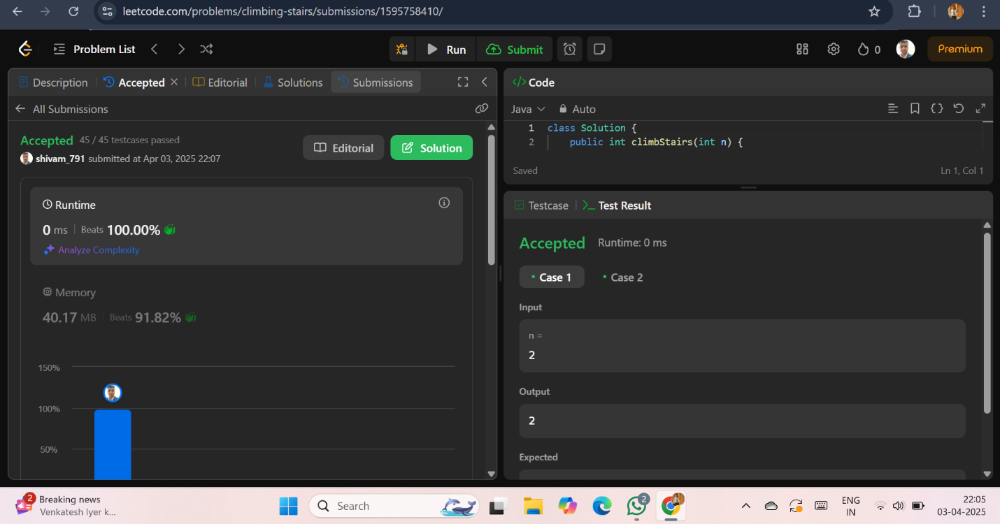 leetcode.com/problems/climbing-stairs/submissions/1595758410/
Problem List
Run
Submit
0
Premium
Description
Accepted
Editorial
Solutions
Submissions
All Submissions
Accepted 45 / 45 testcases passed
shivam_791 submitted at Apr 03, 2025 22:07
Editorial
Solution
Runtime
0 ms | Beats 100.00%
Analyze Complexity
Memory
40.17 MB | Beats 91.82%
150%
100%
50%
</> Code
Java
Auto
1 class Solution {
2 public int climbStairs(int n) {
Saved
Ln 1, Col 1
Testcase
>_ Test Result
Accepted Runtime: 0 ms
• Case 1
• Case 2
Input
n =
2
Output
2
Expected
2
Breaking news
Venkatesh Iyer k...
Search
2
ENG
IN
22:05
03-04-2025